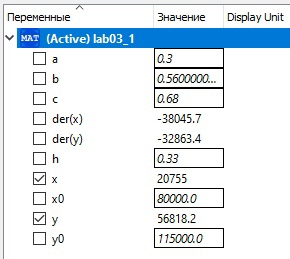 Переменные Значение Display Unit
MAT (Active) lab03_1
a 0.3
b 0.5600000...
c 0.68
der(x) -38045.7
der(y) -32863.4
h 0.33
x 20755
x0 80000.0
y 56818.2
y0 115000.0